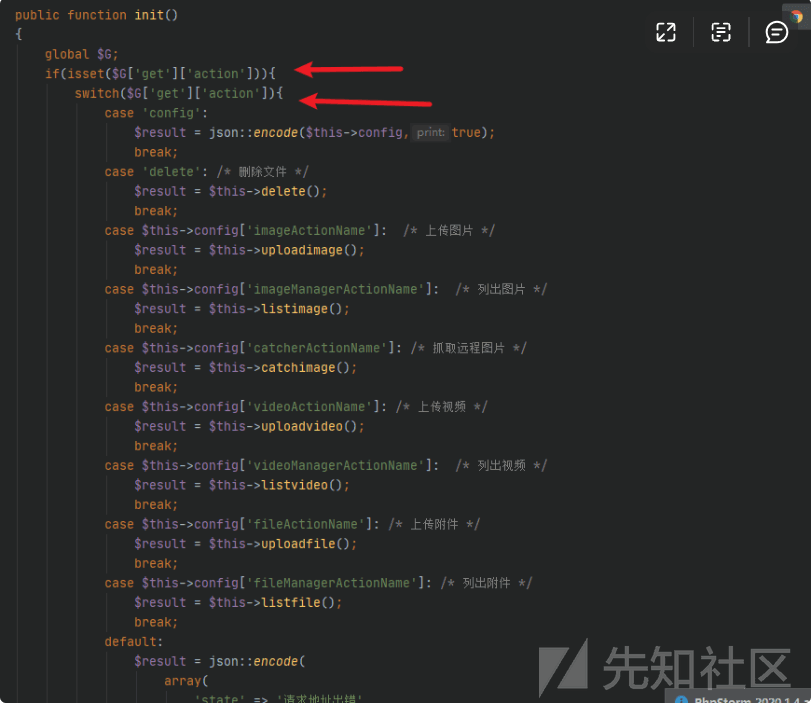 public function init()
{
global $G;
if(isset($G['get']['action'])){
switch($G['get']['action']){
case 'config':
$result = json::encode($this->config, print: true);
break;
case 'delete': /* 删除文件 */
$result = $this->delete();
break;
case $this->config['imageActionName']: /* 上传图片 */
$result = $this->uploadimage();
break;
case $this->config['imageManagerActionName']: /* 列出图片 */
$result = $this->listimage();
break;
case $this->config['catcherActionName']: /* 抓取远程图片 */
$result = $this->catchimage();
break;
case $this->config['videoActionName']: /* 上传视频 */
$result = $this->uploadvideo();
break;
case $this->config['videoManagerActionName']: /* 列出视频 */
$result = $this->listvideo();
break;
case $this->config['fileActionName']: /* 上传附件 */
$result = $this->uploadfile();
break;
case $this->config['fileManagerActionName']: /* 列出附件 */
$result = $this->listfile();
break;
default:
$result = json::encode(
array(
'state' => '请求地址出错'
先知社区
PhpStorm 2020.1.4